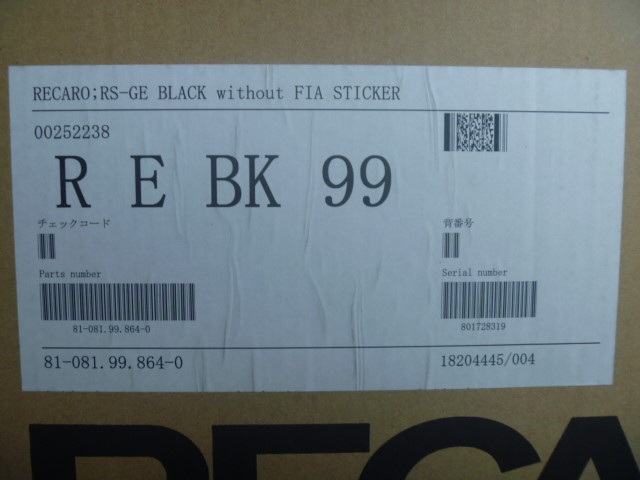 RECARO;RS-GE BLACK without FIA STICKER
00252238
R E BK 99
チェックコード
背番号
Parts number
Serial number
81-081.99.864-0
801728319
81-081.99.864-0
18204445/004
RECA